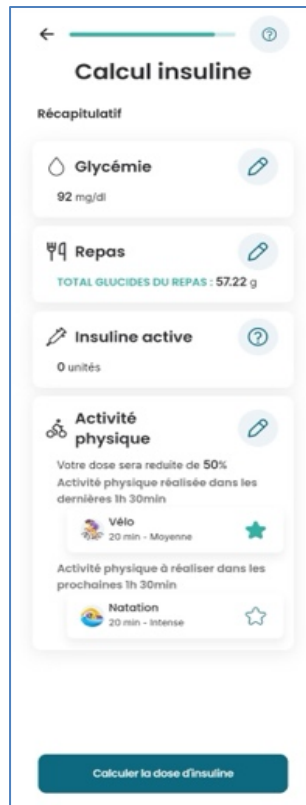 Calcul insuline
Récapitulatif
Glycémie
92 mg/dl
Repas
TOTAL GLUCIDES DU REPAS : 57.22 g
Insuline active
0 unités
Activité
physique
Votre dose sera reduite de 50%
Activité physique réalisée dans les
dernières 1h 30min
Vélo
20 min - Moyenne
Activité physique à réaliser dans les
prochaines 1h 30min
Natation
20 min - Intense
Calculer la dose d'insuline